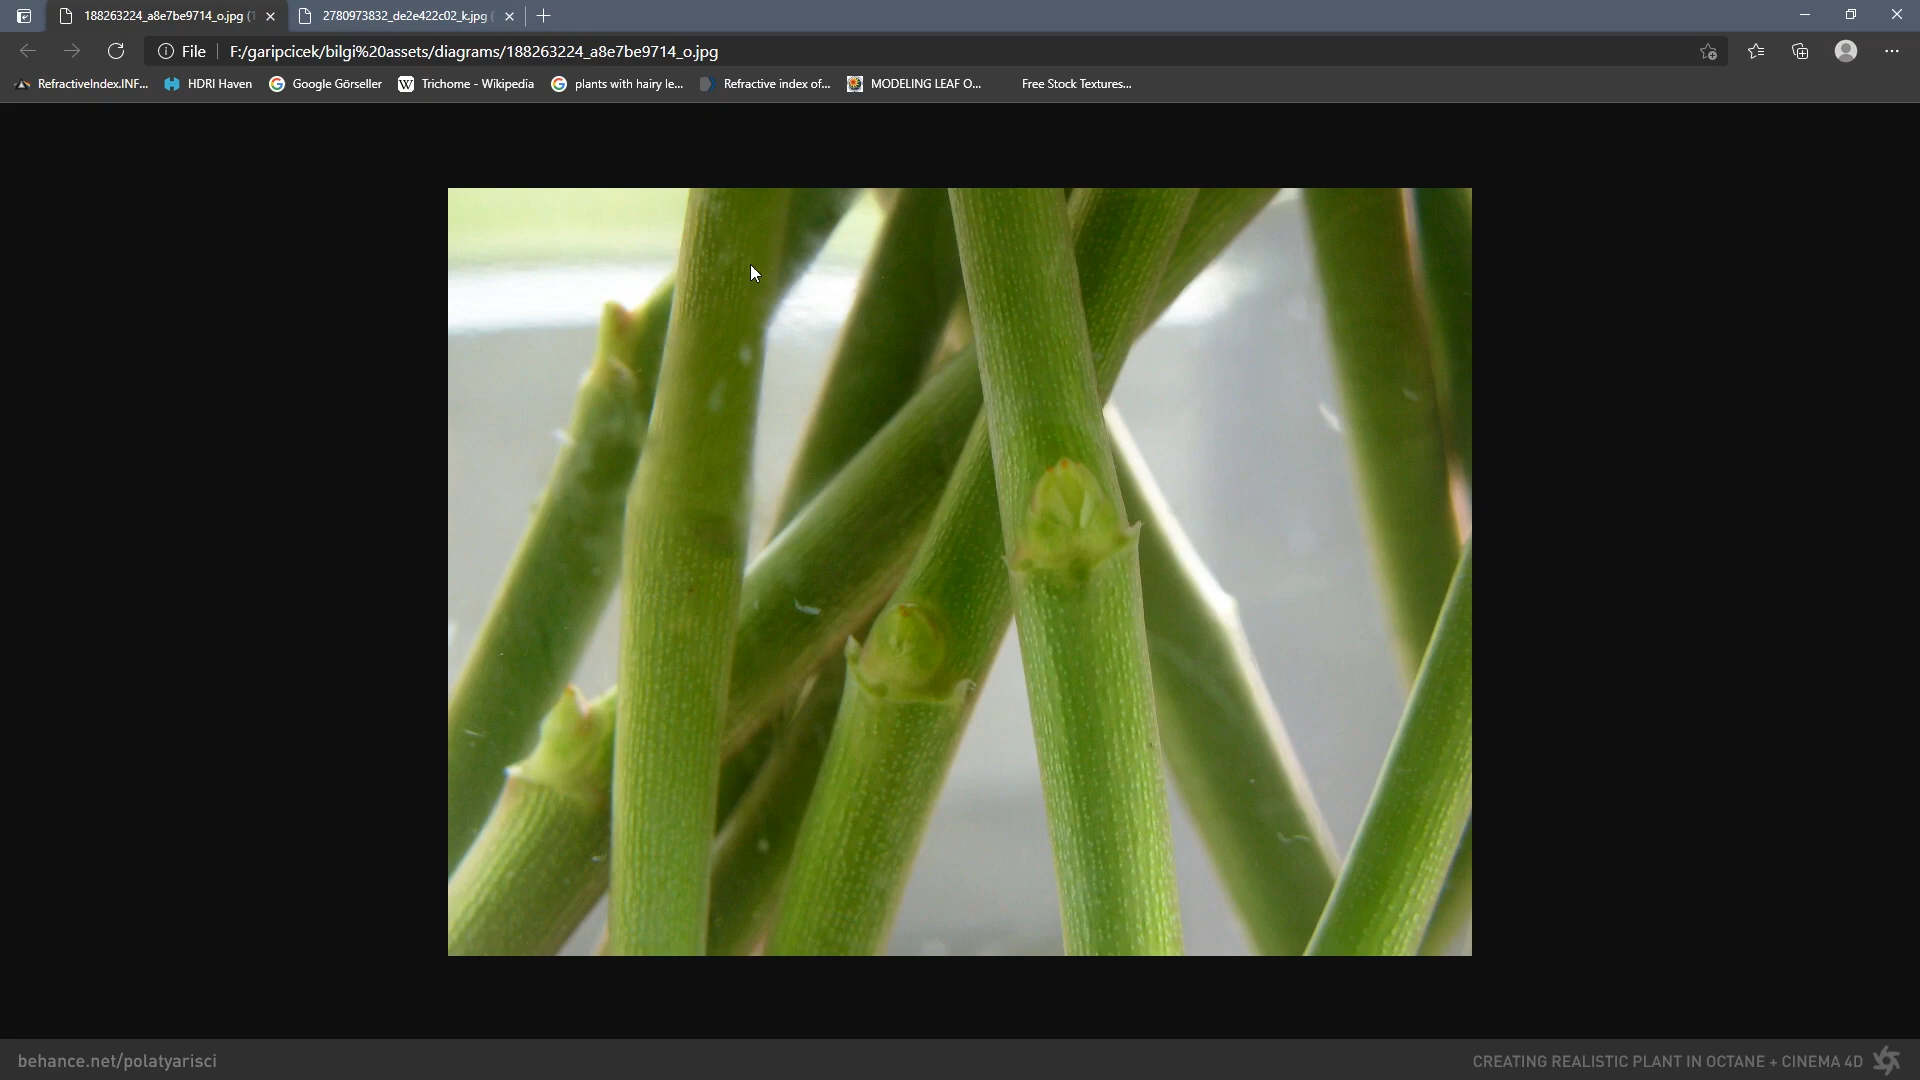 188263224_a8e7be9714_o.jpg (1
2780973832_de2e422c02_k.jpg (
File
F:/garipcicek/bilgi%20assets/diagrams/188263224_a8e7be9714_o.jpg
RefractiveIndex.INF...
HDRI Haven
Google Görseller
W Trichome - Wikipedia
plants with hairy le...
Refractive index of...
MODELING LEAF O...
Free Stock Textures...
behance.net/polatyarisci
CREATING REALISTIC PLANT IN OCTANE + CINEMA 4D